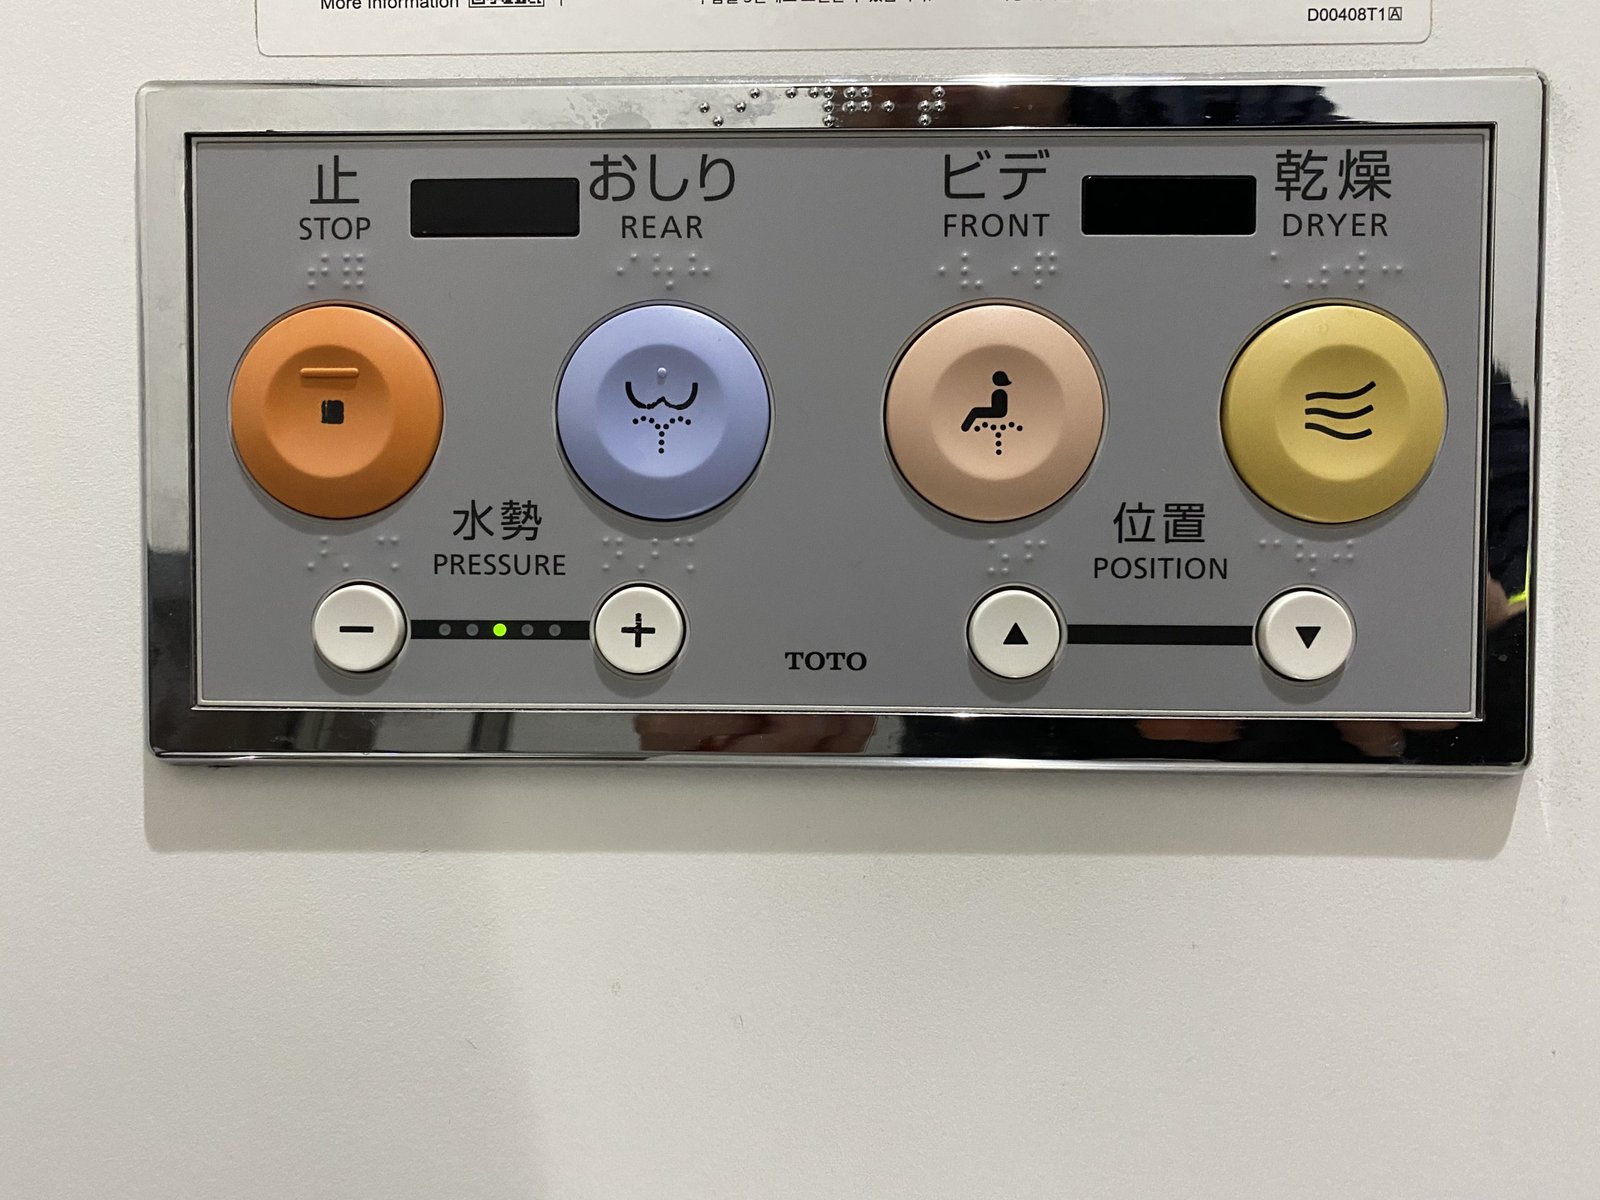 More Information
D00408T1A
止
STOP
おしり
REAR
ビデ
FRONT
乾燥
DRYER
水勢
PRESSURE
位置
POSITION
TOTO